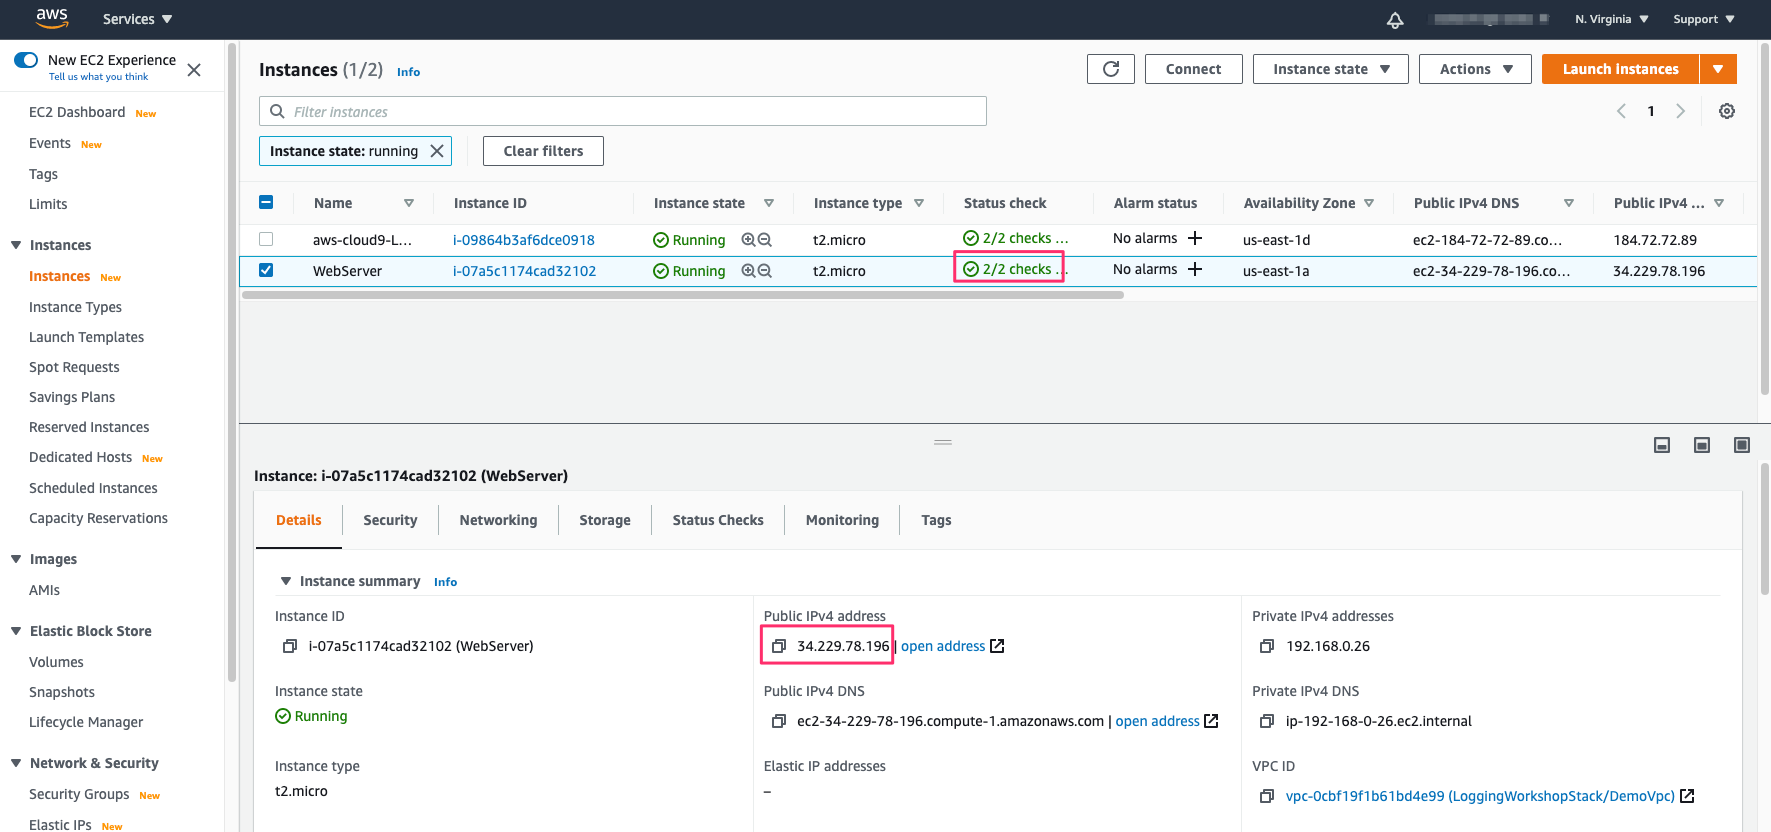 aws
Services
N. Virginia
Support
New EC2 Experience
Tell us what you think
EC2 Dashboard New
Events New
Tags
Limits
Instances
Instances New
Instance Types
Launch Templates
Spot Requests
Savings Plans
Reserved Instances
Dedicated Hosts New
Scheduled Instances
Capacity Reservations
Images
AMIs
Elastic Block Store
Volumes
Snapshots
Lifecycle Manager
Network & Security
Security Groups New
Elastic IPs New
Instances (1/2) Info
Connect
Instance state
Actions
Launch instances
Filter instances
1
Instance state: running
Clear filters
Name Instance ID Instance state Instance type Status check Alarm status Availability Zone Public IPv4 DNS Public IPv4 ...
aws-cloud9-L... i-09864b3af6dce0918 Running t2.micro 2/2 checks ... No alarms us-east-1d ec2-184-72-72-89.co... 184.72.72.89
WebServer i-07a5c1174cad32102 Running t2.micro 2/2 checks ... No alarms us-east-1a ec2-34-229-78-196.co... 34.229.78.196
Instance: i-07a5c1174cad32102 (WebServer)
Details Security Networking Storage Status Checks Monitoring Tags
Instance summary Info
Instance ID
i-07a5c1174cad32102 (WebServer)
Public IPv4 address
34.229.78.196 | open address
Private IPv4 addresses
192.168.0.26
Instance state
Running
Public IPv4 DNS
ec2-34-229-78-196.compute-1.amazonaws.com | open address
Private IPv4 DNS
ip-192-168-0-26.ec2.internal
Instance type
t2.micro
Elastic IP addresses
–
VPC ID
vpc-0cbf19f1b61bd4e99 (LoggingWorkshopStack/DemoVpc)